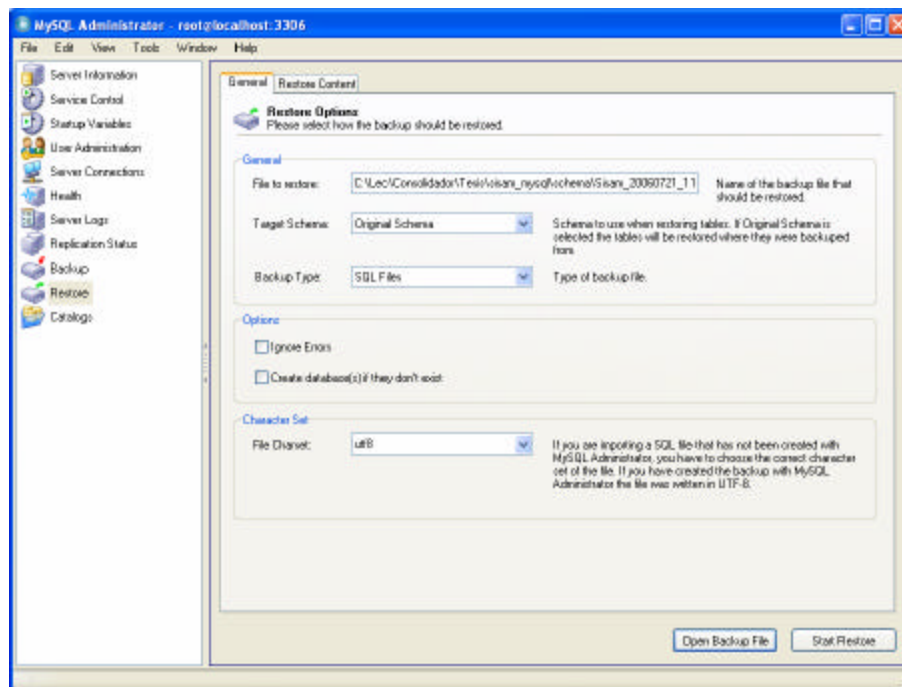 MySQL Administrator - root@localhost:3306
File Edit View Tools Window Help
Server Information
Service Control
Startup Variables
User Administration
Server Connections
Health
Server Logs
Replication Status
Backup
Restore
Catalogs
General Restore Content
Restore Options
Please select how the backup should be restored.
General
File to restore: Name of the backup file that
should be restored.
Target Schema: Original Schema Schema to use when restoring tables. If Original Schema is
selected the tables will be restored where they were backuped
from.
Backup Type: SQL Files Type of backup file.
Options
Ignore Errors
Create database(s) if they don't exist
Character Set
File Charset: utf8 If you are importing a SQL file that has not been created with
MySQL Administrator, you have to choose the correct character
set of the file. If you have created the backup with MySQL
Administrator the file was written in UTF-8.
Open Backup File Start Restore